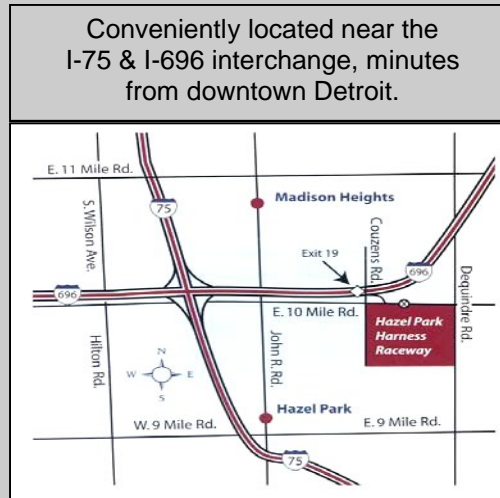 Conveniently located near the
I-75 & I-696 interchange, minutes
from downtown Detroit.
E. 11 Mile Rd.
S. Wilson Ave.
75
Madison Heights
Couzens Rd.
Exit 19
696
Dequindre Rd.
696
E. 10 Mile Rd.
Hazel Park
Harness
Raceway
Hilton Rd.
N
W
E
S
John R. Rd.
Hazel Park
W. 9 Mile Rd.
E. 9 Mile Rd.
75